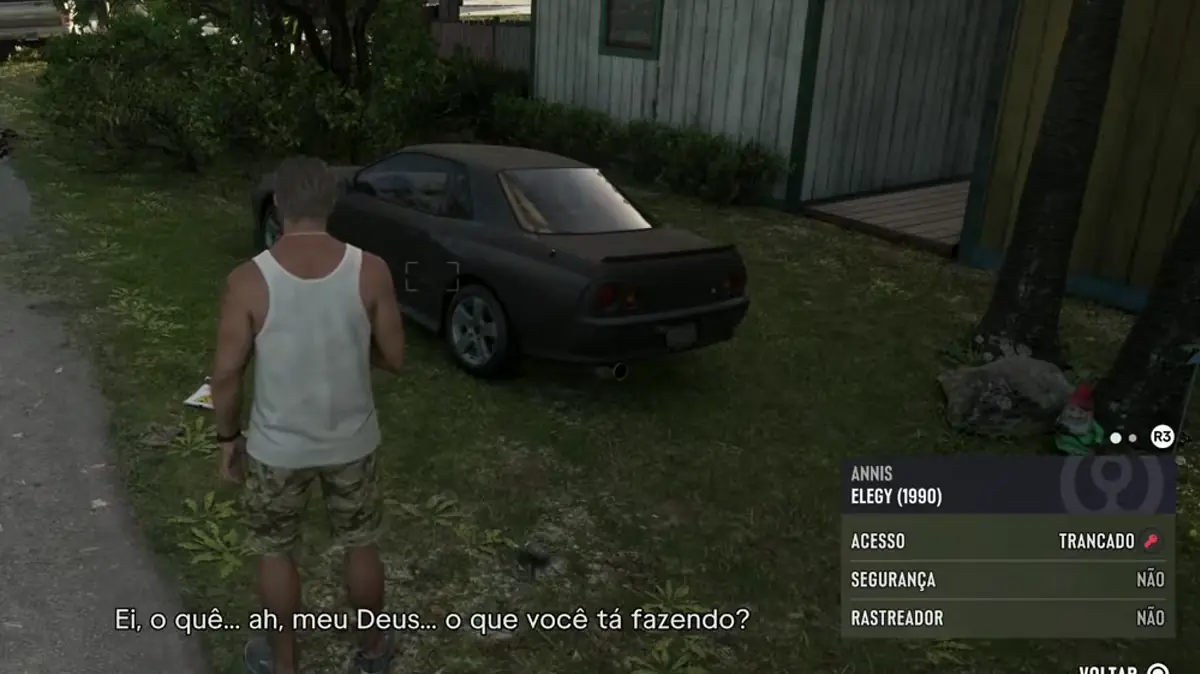 R3
ANNIS
ELEGY (1990)
ACESSO TRANCADO
SEGURANÇA NÃO
RASTREADOR NÃO
Ei, o quê... ah, meu Deus... o que você tá fazendo?
VOLTAR